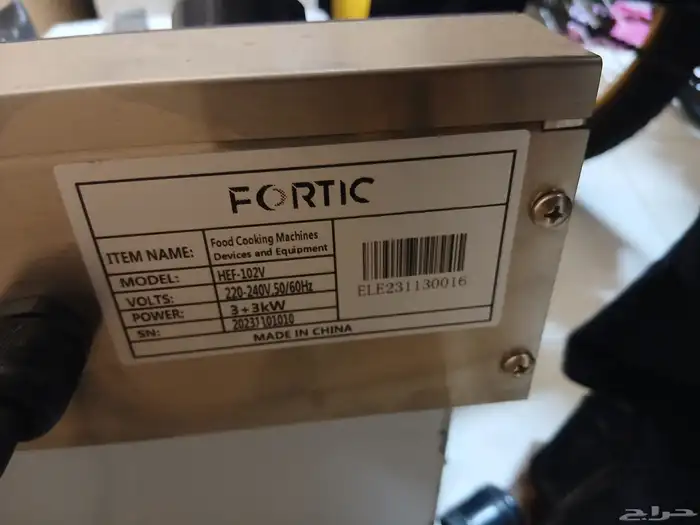 FORTIC
ITEM NAME: Food Cooking Machines Devices and Equipment
MODEL: HEF-102V
VOLTS: 220-240V,50/60Hz
POWER: 3+3kW
SN: 20231101010
ELE231130016
MADE IN CHINA
حراج